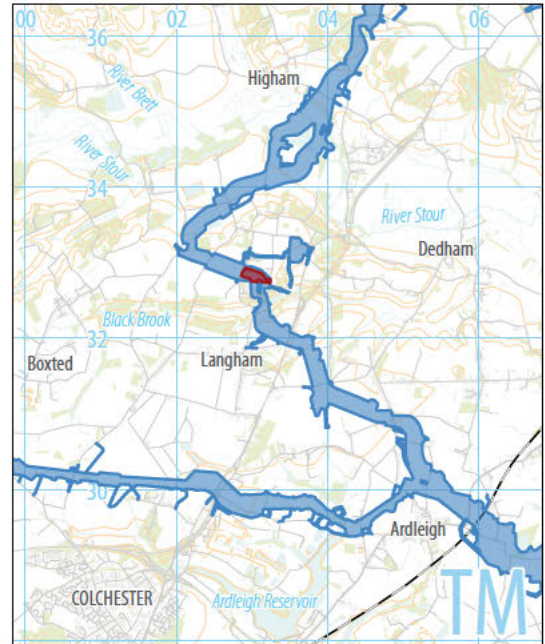 00
02
04
06
36
Higham
River Brett
River Stour
34
River Stour
Dedham
Black Brook
32
Boxted
Langham
30
Ardleigh
COLCHESTER
Ardleigh Reservoir
TM